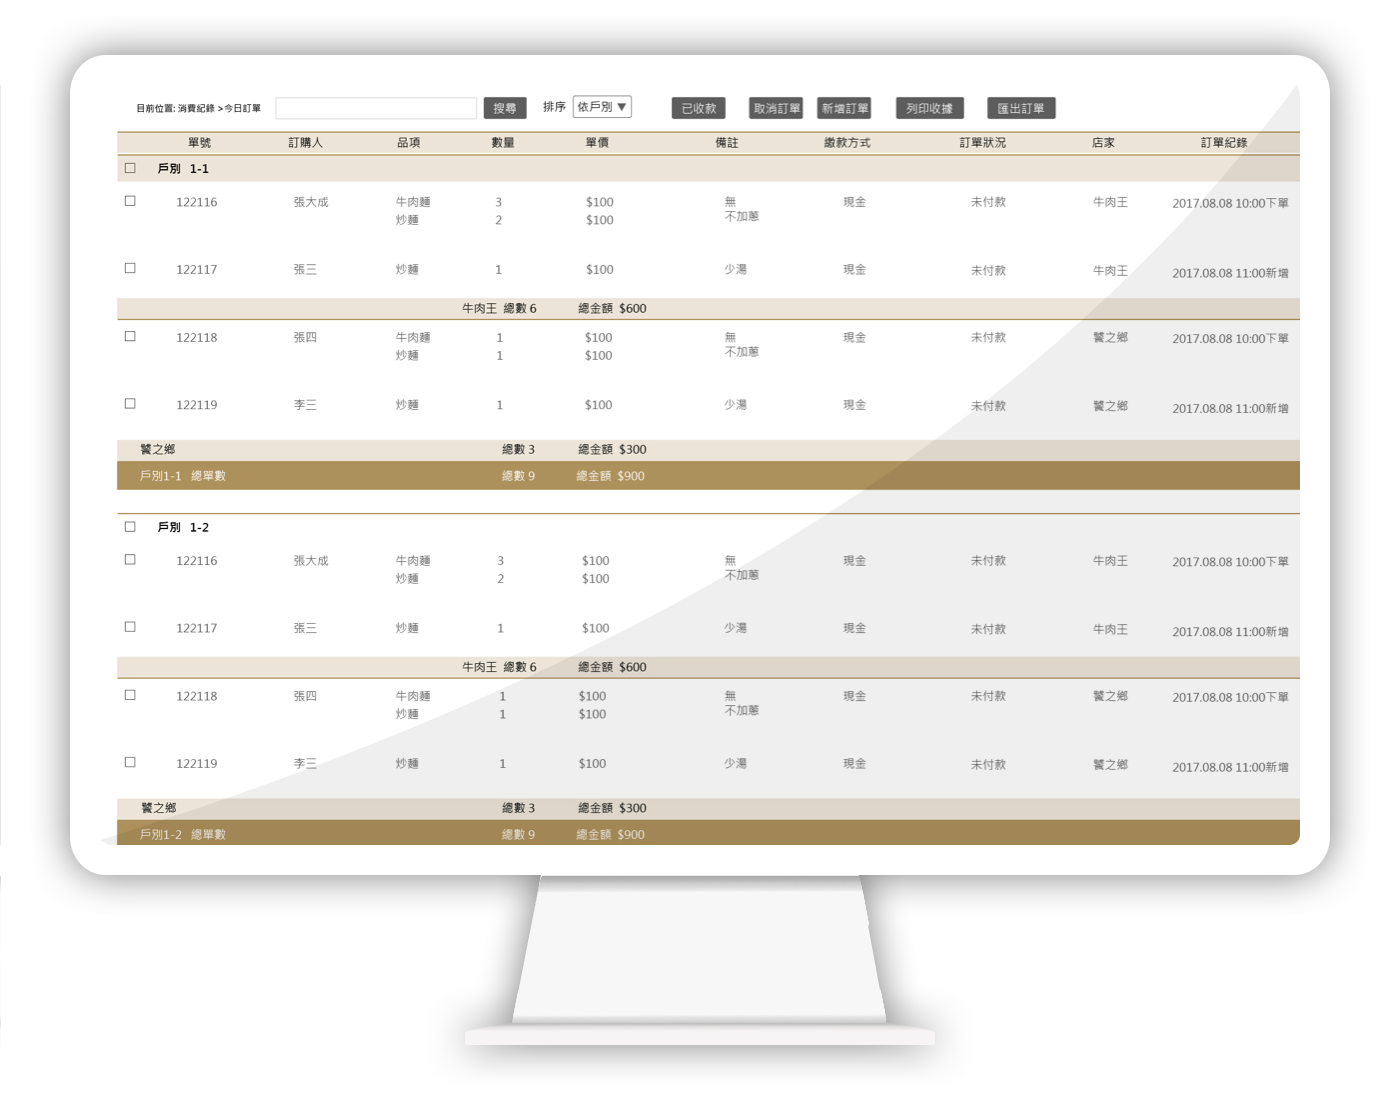 目前位置: 消費紀錄 >今日訂單 搜尋 排序 依戶別 ▼ 已收款 取消訂單 新增訂單 列印收據 匯出訂單
單號 訂購人 品項 數量 單價 備註 繳款方式 訂單狀況 店家 訂單紀錄
戶別 1-1
122116 張大成 牛肉麵 3 $100 無 現金 未付款 牛肉王 2017.08.08 10:00下單
炒麵 2 $100 不加蔥
122117 張三 炒麵 1 $100 少湯 現金 未付款 牛肉王 2017.08.08 11:00新增
牛肉王 總數 6 總金額 $600
122118 張四 牛肉麵 1 $100 無 現金 未付款 饕之鄉 2017.08.08 10:00下單
炒麵 1 $100 不加蔥
122119 李三 炒麵 1 $100 少湯 現金 未付款 饕之鄉 2017.08.08 11:00新增
饕之鄉 總數 3 總金額 $300
戶別1-1 總單數 總數 9 總金額 $900
戶別 1-2
122116 張大成 牛肉麵 3 $100 無 現金 未付款 牛肉王 2017.08.08 10:00下單
炒麵 2 $100 不加蔥
122117 張三 炒麵 1 $100 少湯 現金 未付款 牛肉王 2017.08.08 11:00新增
牛肉王 總數 6 總金額 $600
122118 張四 牛肉麵 1 $100 無 現金 未付款 饕之鄉 2017.08.08 10:00下單
炒麵 1 $100 不加蔥
122119 李三 炒麵 1 $100 少湯 現金 未付款 饕之鄉 2017.08.08 11:00新增
饕之鄉 總數 3 總金額 $300
戶別1-2 總單數 總數 9 總金額 $900